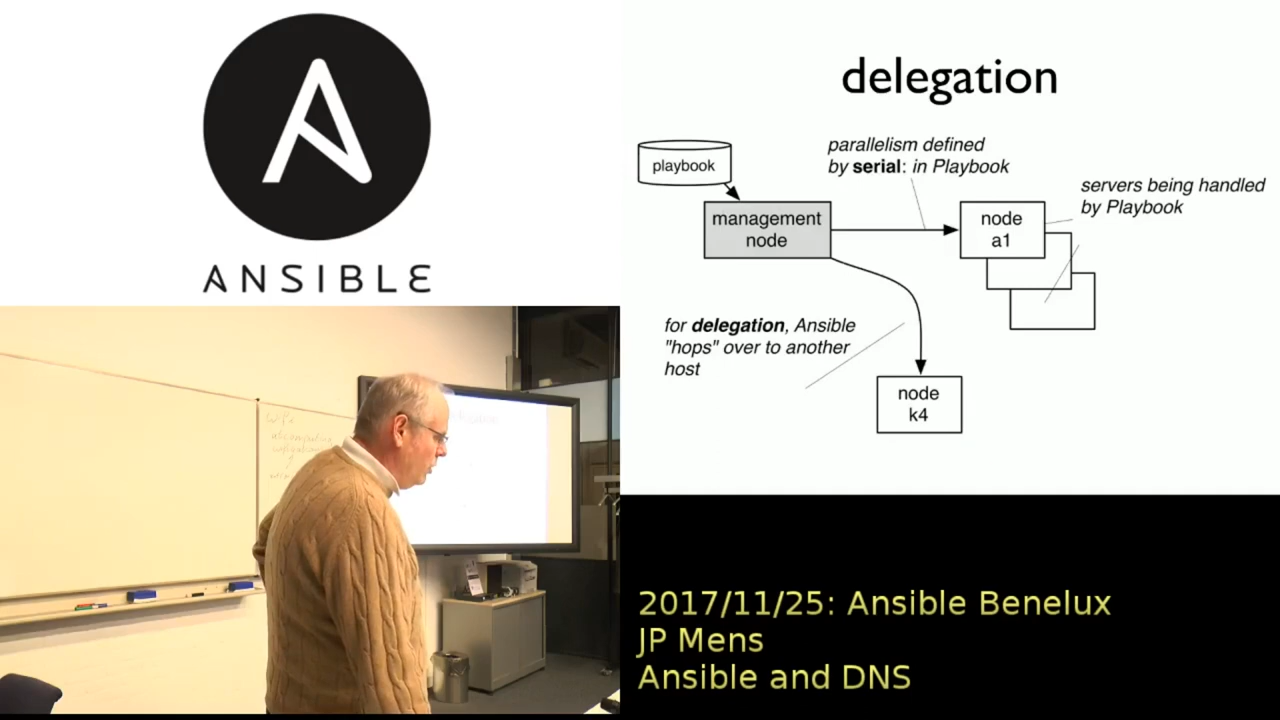 ANSIBLE
delegation
playbook
parallelism defined
by serial: in Playbook
servers being handled
by Playbook
management
node
node
a1
for delegation, Ansible
"hops" over to another
host
node
k4
2017/11/25: Ansible Benelux
JP Mens
Ansible and DNS